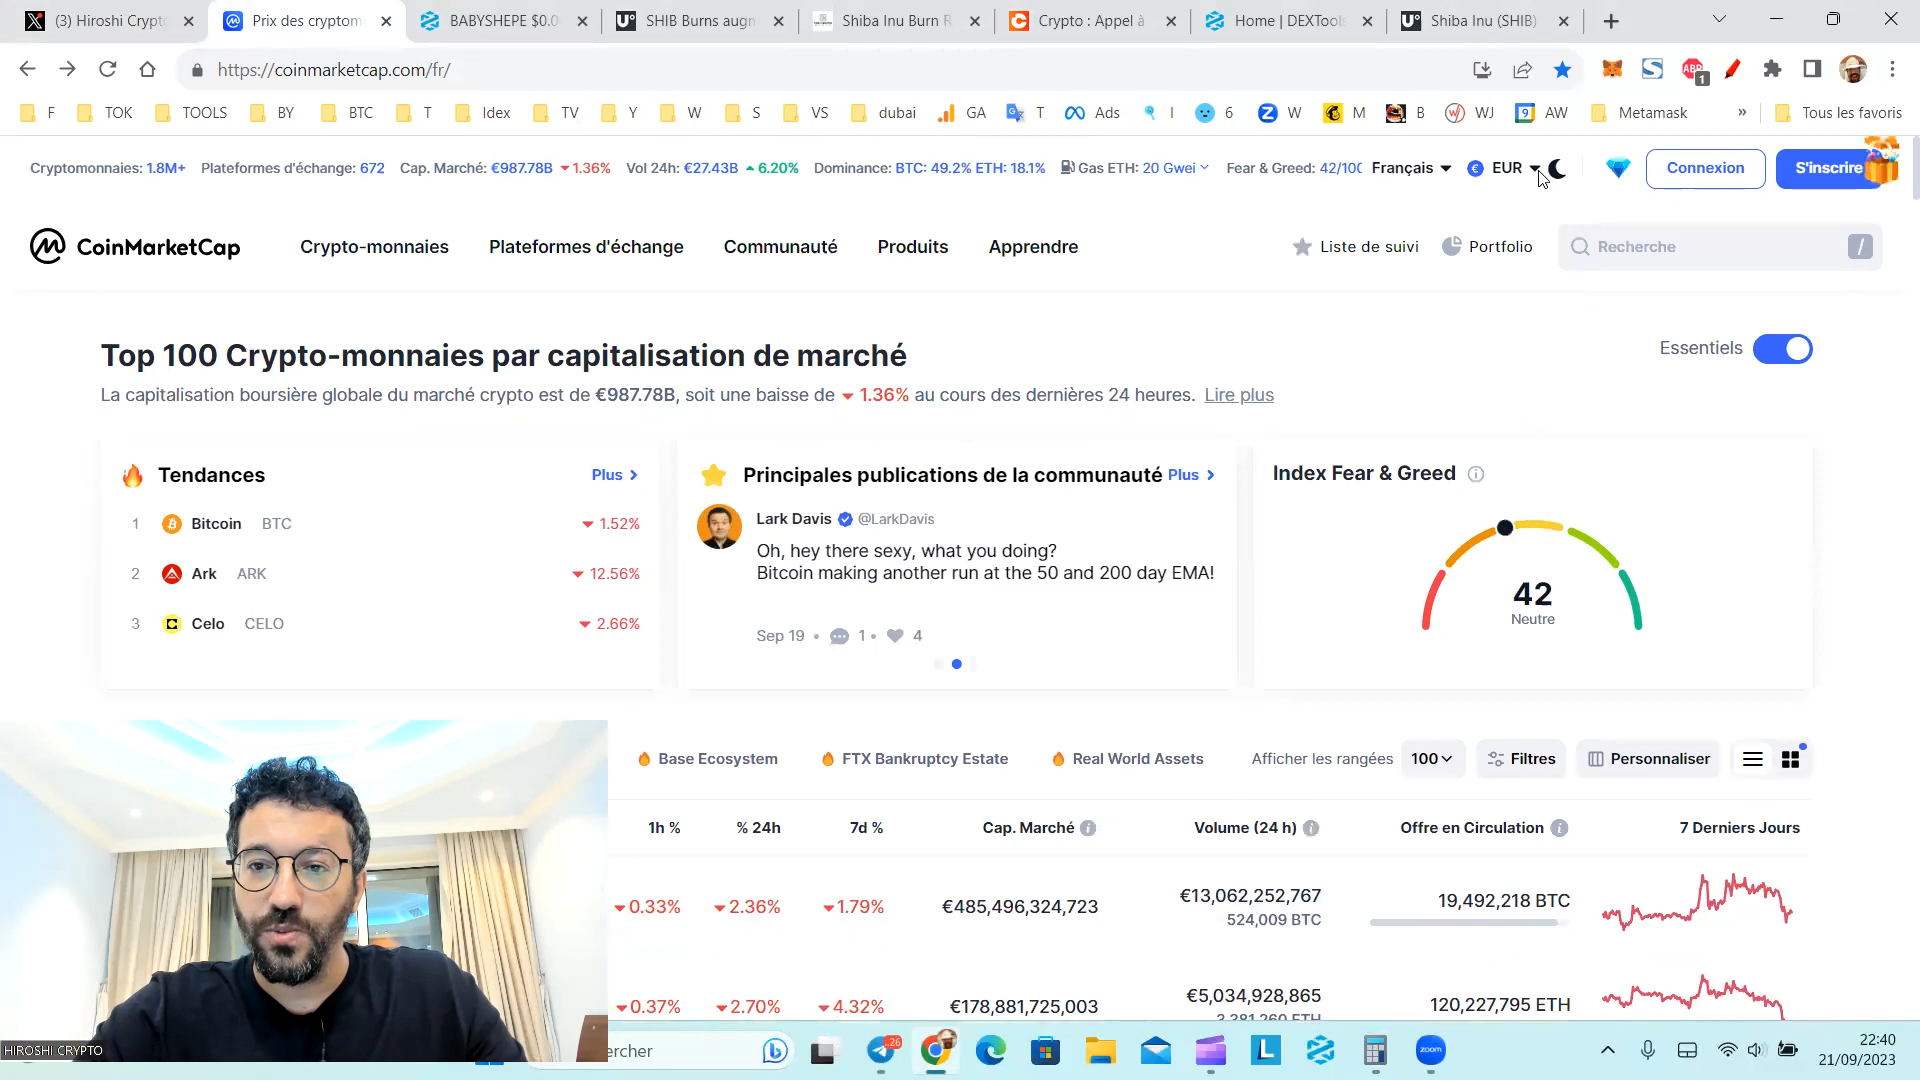 (3) Hiroshi Crypto
Prix des cryptom
BABYSHEPE $0.0
SHIB Burns augm
Shiba Inu Burn R
Crypto : Appel à
Home | DEXTools
Shiba Inu (SHIB)
https://coinmarketcap.com/fr/
ABP 1
F TOK TOOLS BY BTC T Idex TV Y W S VS dubai GA T Ads I 6 W M B WJ AW Metamask » Tous les favoris
Cryptomonnaies: 1.8M+ Plateformes d'échange: 672 Cap. Marché: €987.78B 1.36% Vol 24h: €27.43B 6.20% Dominance: BTC: 49.2% ETH: 18.1% Gas ETH: 20 Gwei Fear & Greed: 42/100 Français EUR Connexion S'inscrire
CoinMarketCap Crypto-monnaies Plateformes d'échange Communauté Produits Apprendre Liste de suivi Portfolio Recherche /
Top 100 Crypto-monnaies par capitalisation de marché
Essentiels
La capitalisation boursière globale du marché crypto est de €987.78B, soit une baisse de 1.36% au cours des dernières 24 heures. Lire plus
Tendances Plus >
1 Bitcoin BTC 1.52%
2 Ark ARK 12.56%
3 Celo CELO 2.66%
Principales publications de la communauté Plus >
Lark Davis @LarkDavis
Oh, hey there sexy, what you doing?
Bitcoin making another run at the 50 and 200 day EMA!
Sep 19 • 1 • 4
Index Fear & Greed
42
Neutre
Base Ecosystem FTX Bankruptcy Estate Real World Assets Afficher les rangées 100 Filtres Personnaliser
1h % % 24h 7d % Cap. Marché Volume (24 h) Offre en Circulation 7 Derniers Jours
0.33% 2.36% 1.79% €485,496,324,723 €13,062,252,767 19,492,218 BTC
524,009 BTC
0.37% 2.70% 4.32% €178,881,725,003 €5,034,928,865 120,227,795 ETH
3,381,260 ETH
HIROSHI CRYPTO
ercher
26
zoom
22:40
21/09/2023